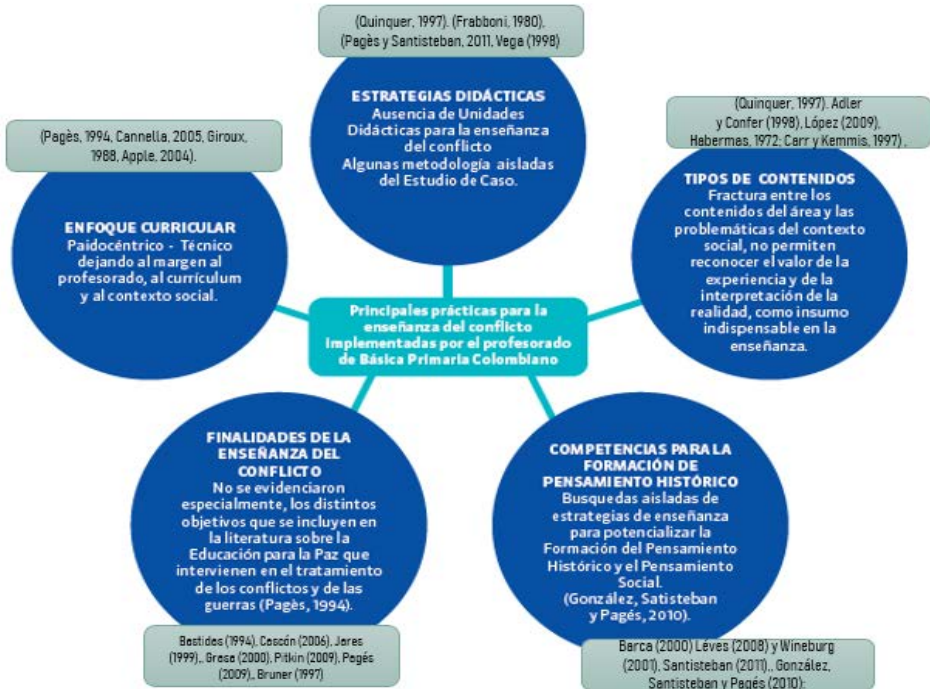 (Quinquer, 1997). (Frabboni, 1980),
(Pagès y Santisteban, 2011, Vega (1998)
ESTRATEGIAS DIDÁCTICAS
Ausencia de Unidades
Didácticas para la enseñanza
del conflicto
Algunas metodología aisladas
del Estudio de Caso.
(Pagès, 1994, Cannella, 2005, Giroux,
1988, Apple, 2004).
ENFOQUE CURRICULAR
Paidocéntrico - Técnico
dejando al margen al
profesorado, al currículum
y al contexto social.
(Quinquer, 1997). Adler
y Confer (1998), López (2009),
Habermas, 1972; Carr y Kemmis, 1997) .
TIPOS DE CONTENIDOS
Fractura entre los
contenidos del área y las
problemáticas del contexto
social, no permiten
reconocer el valor de la
experiencia y de la
interpretación de la
realidad, como insumo
indispensable en la
enseñanza.
Principales prácticas para la
enseñanza del conflicto
implementadas por el profesorado
de Básica Primaria Colombiano
FINALIDADES DE LA
ENSEÑANZA DEL
CONFLICTO
No se evidenciaron
especialmente, los distintos
objetivos que se incluyen en
la literatura sobre la
Educación para la Paz que
intervienen en el tratamiento
de los conflictos y de las
guerras (Pagès, 1994).
Bastidas (1994), Cascón (2006), Jares
(1999),, Grasa (2000), Pitkin (2009), Pagés
(2009),, Bruner (1997)
COMPETENCIAS PARA LA
FORMACIÓN DE
PENSAMIENTO HISTÓRICO
Busquedas aisladas de
estrategias de enseñanza
para potencializar la
Formación del Pensamiento
Histórico y el Pensamiento
Social.
(González, Satisteban
y Pagés, 2010).
Barca (2000) Léves (2008) y Wineburg
(2001), Santisteban (2011),, González,
Santisteban y Pagés (2010);